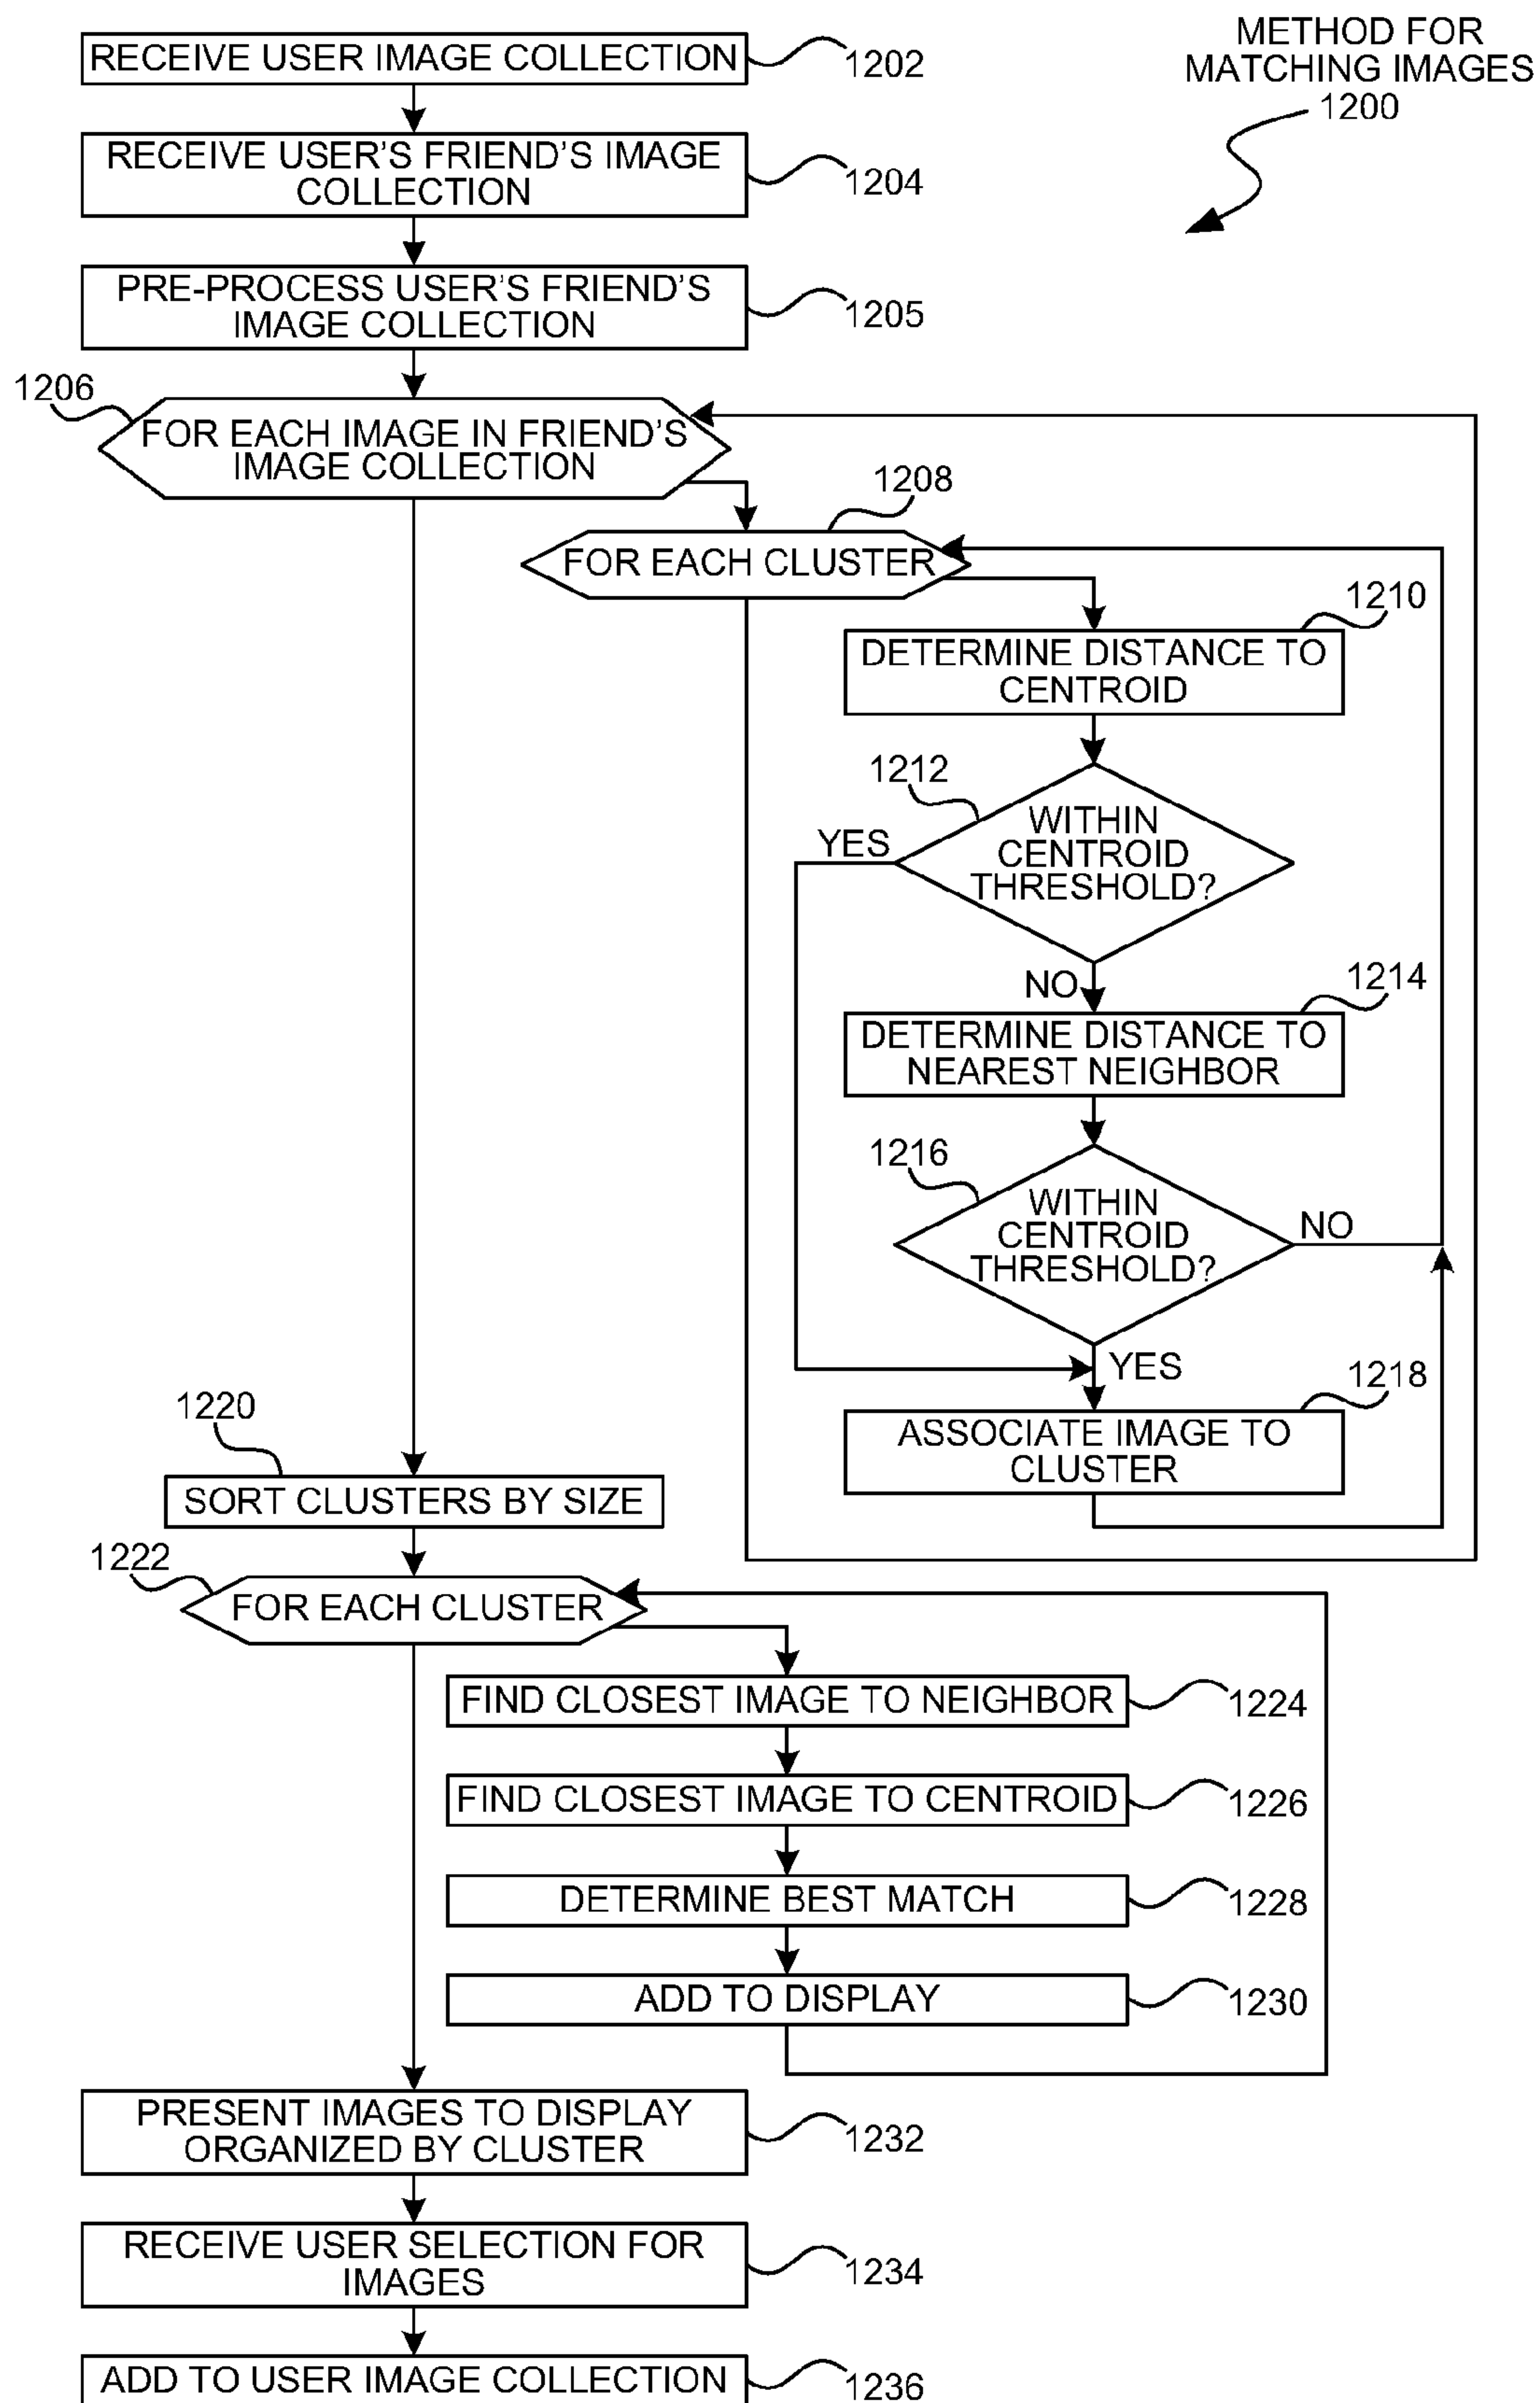 METHOD FOR
MATCHING IMAGES
1200
RECEIVE USER IMAGE COLLECTION
1202
RECEIVE USER'S FRIEND'S IMAGE
COLLECTION
1204
PRE-PROCESS USER'S FRIEND'S
IMAGE COLLECTION
1205
1206
FOR EACH IMAGE IN FRIEND'S
IMAGE COLLECTION
1208
FOR EACH CLUSTER
1210
DETERMINE DISTANCE TO
CENTROID
1212
WITHIN
CENTROID
THRESHOLD?
YES
NO
1214
DETERMINE DISTANCE TO
NEAREST NEIGHBOR
1216
WITHIN
CENTROID
THRESHOLD?
NO
YES
1218
ASSOCIATE IMAGE TO
CLUSTER
1220
SORT CLUSTERS BY SIZE
1222
FOR EACH CLUSTER
FIND CLOSEST IMAGE TO NEIGHBOR
1224
FIND CLOSEST IMAGE TO CENTROID
1226
DETERMINE BEST MATCH
1228
ADD TO DISPLAY
1230
PRESENT IMAGES TO DISPLAY
ORGANIZED BY CLUSTER
1232
RECEIVE USER SELECTION FOR
IMAGES
1234
ADD TO USER IMAGE COLLECTION
1236